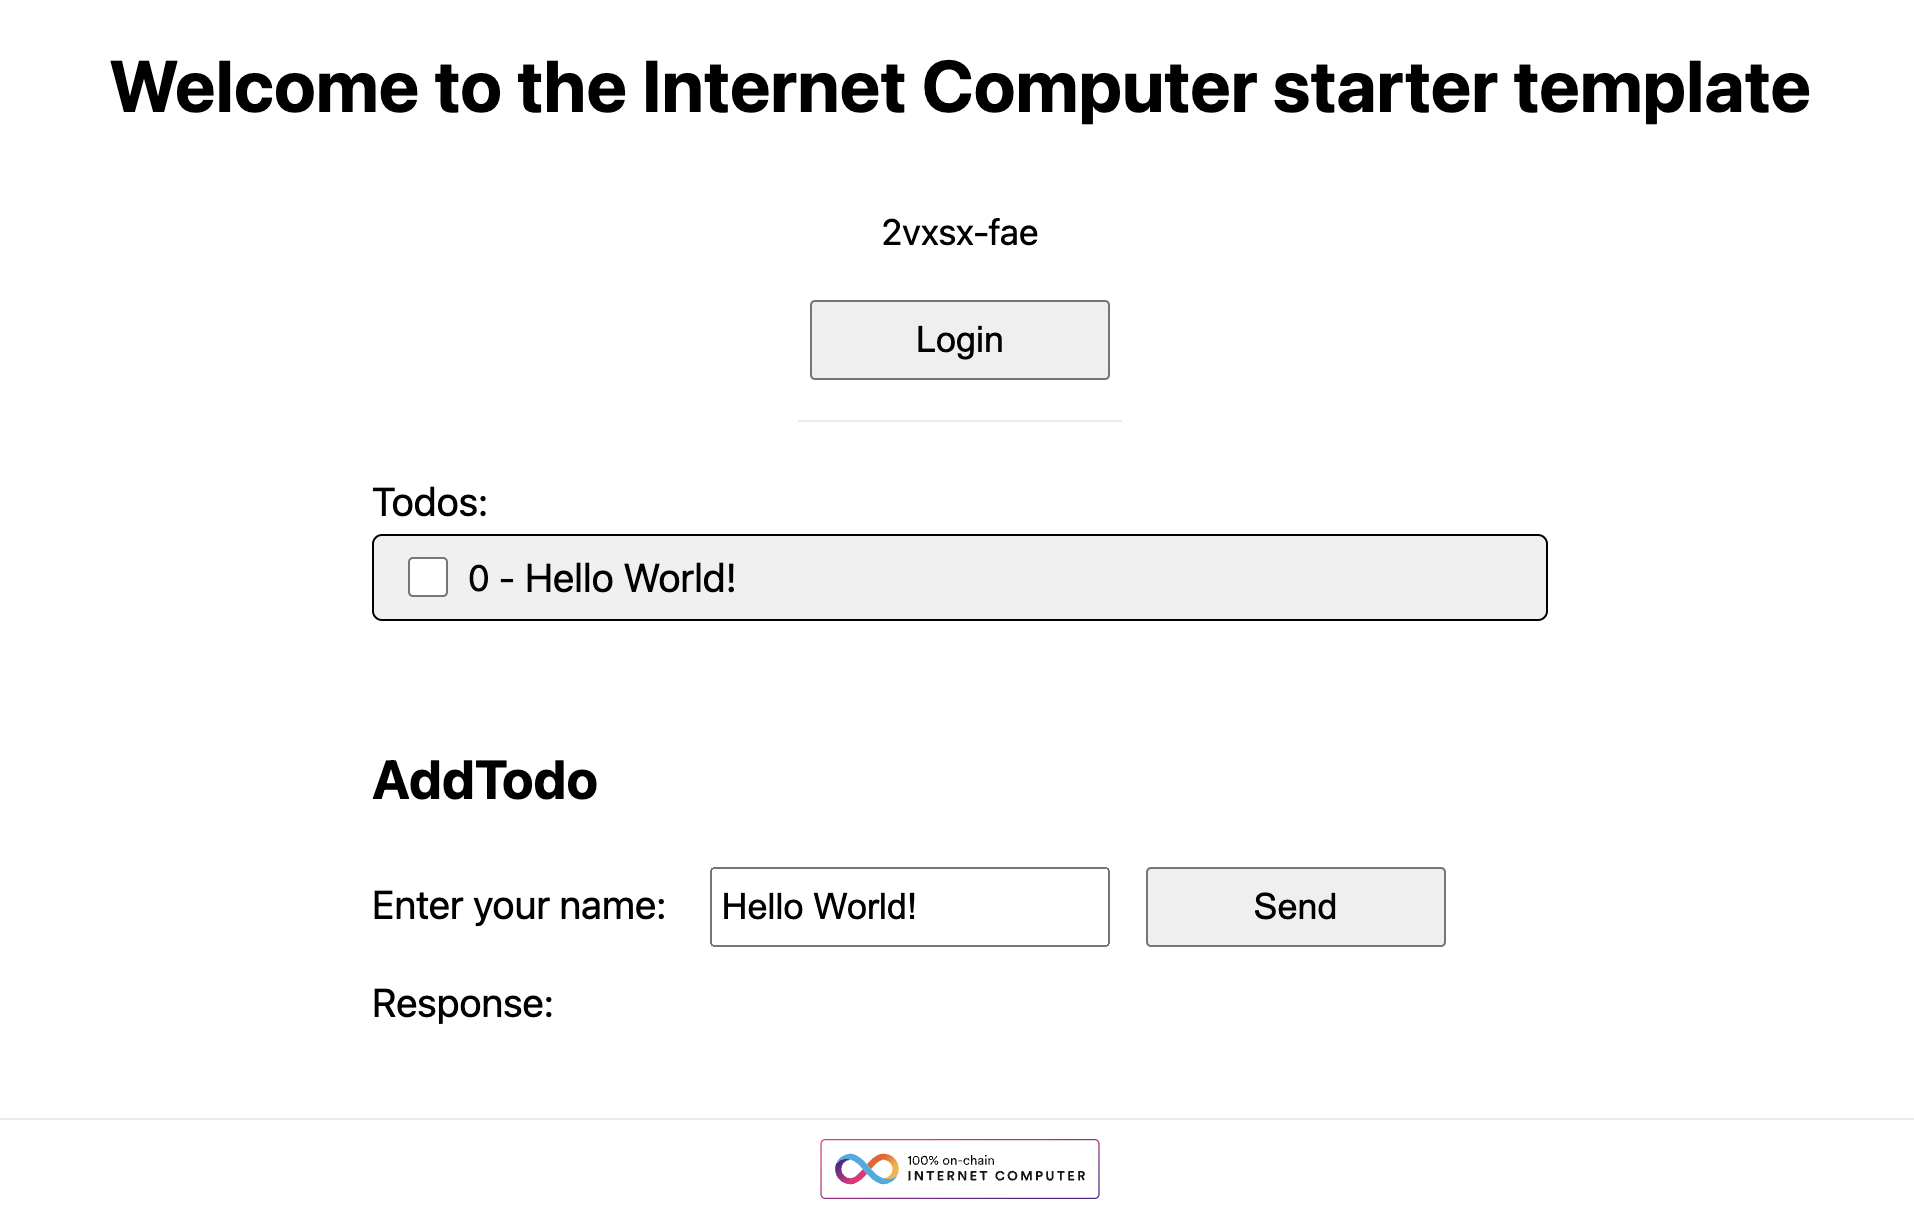 Welcome to the Internet Computer starter template
2vxsx-fae
Login
Todos:
0 - Hello World!
AddTodo
Enter your name: Hello World! Send
Response:
100% on-chain
INTERNET COMPUTER